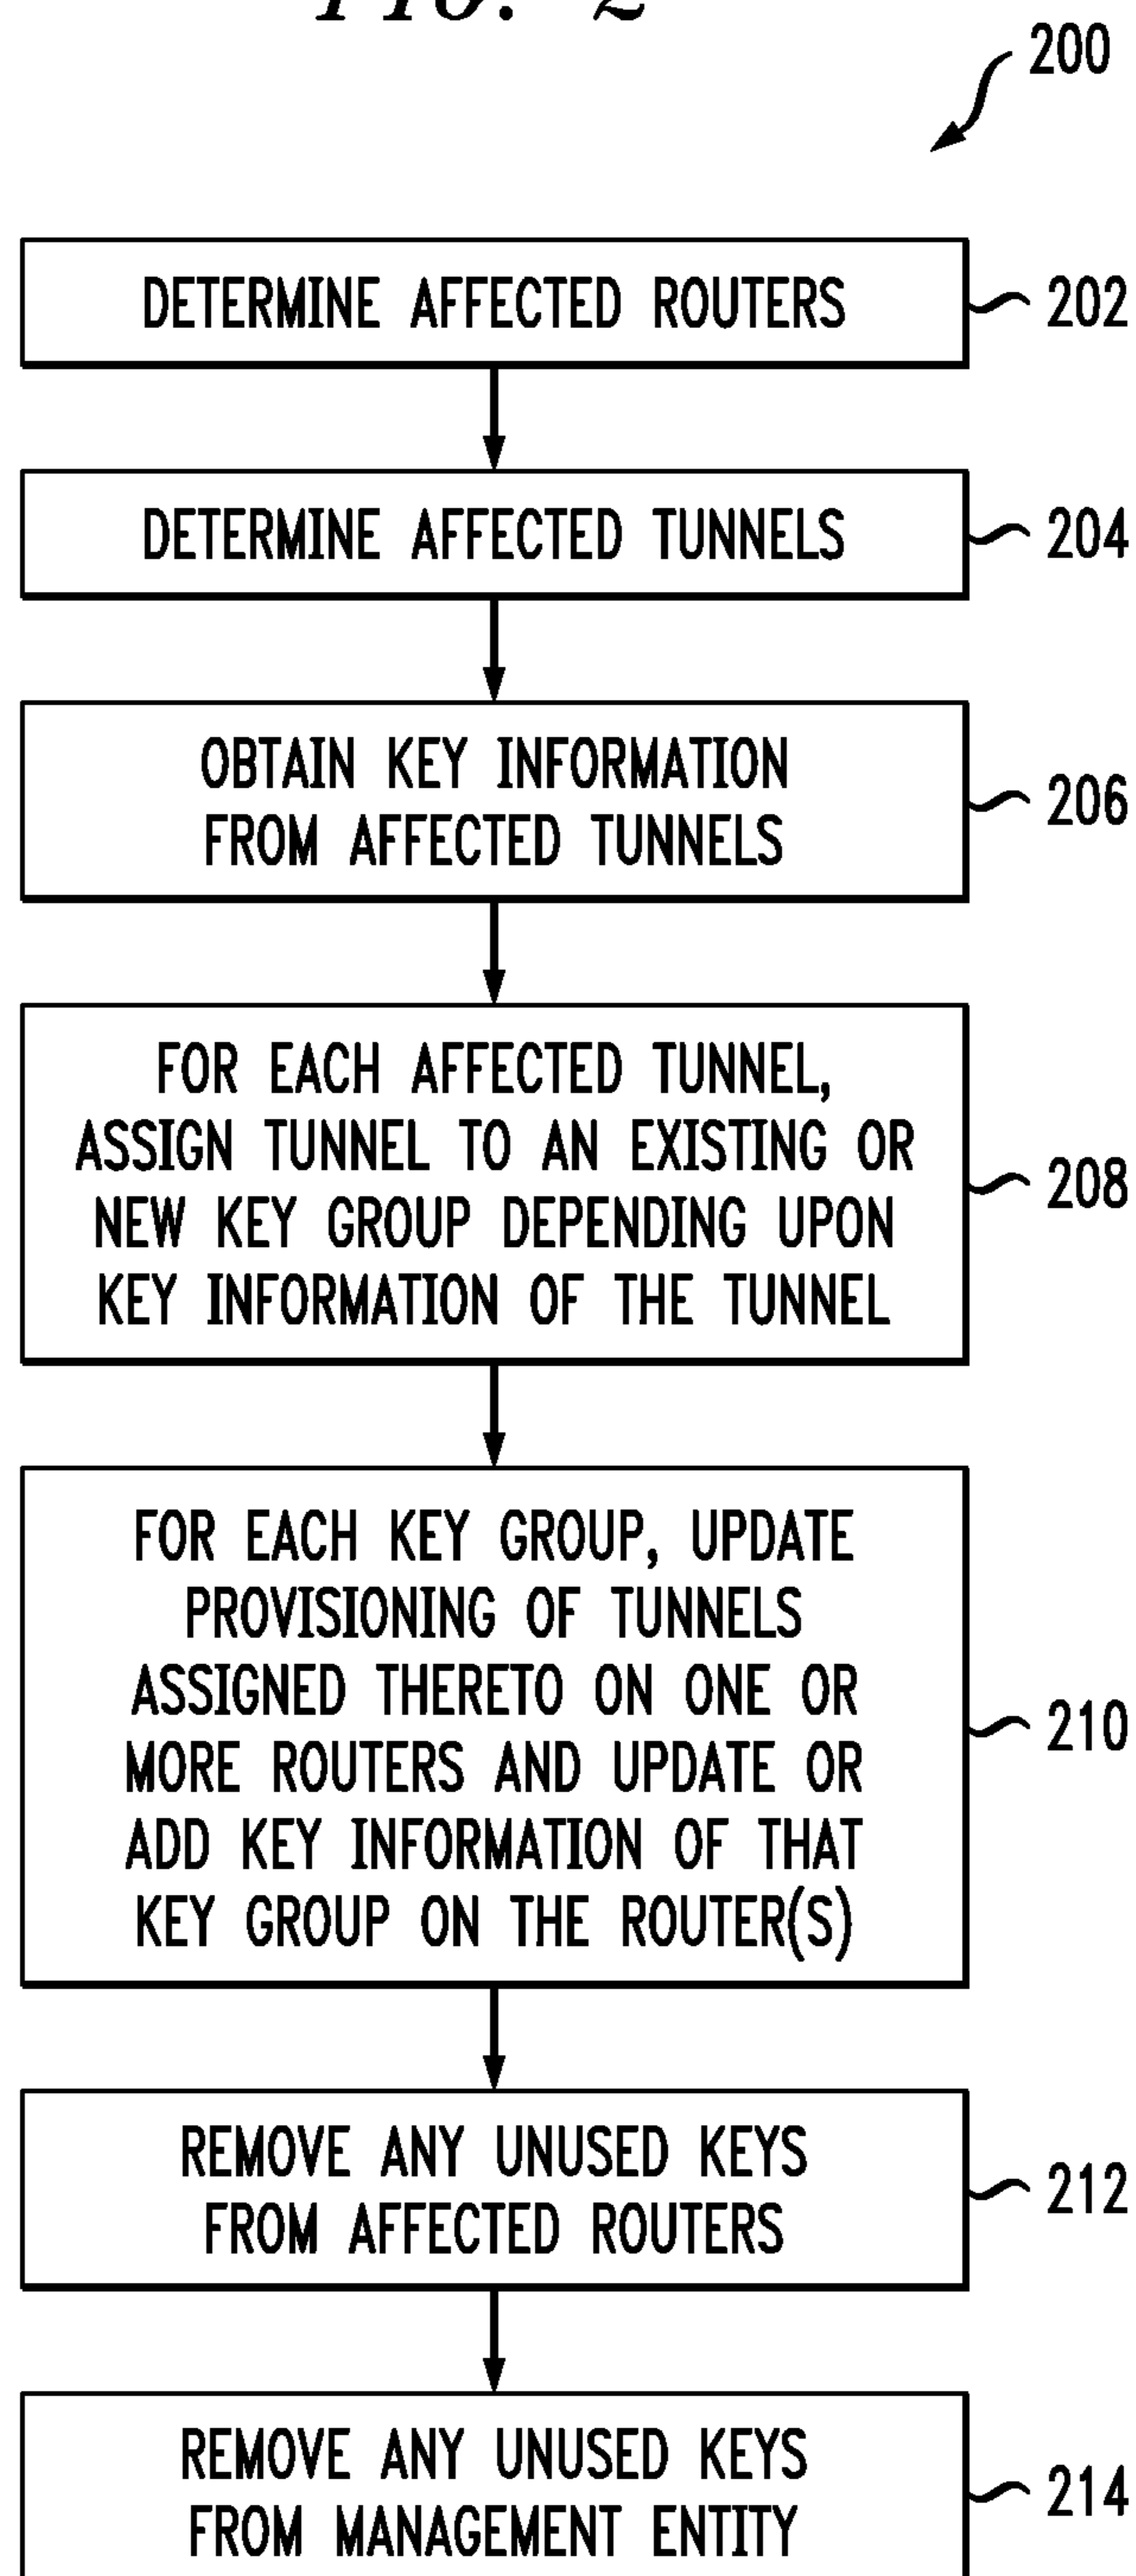 FIG. 2
200
DETERMINE AFFECTED ROUTERS
202
DETERMINE AFFECTED TUNNELS
204
OBTAIN KEY INFORMATION
FROM AFFECTED TUNNELS
206
FOR EACH AFFECTED TUNNEL,
ASSIGN TUNNEL TO AN EXISTING OR
NEW KEY GROUP DEPENDING UPON
KEY INFORMATION OF THE TUNNEL
208
FOR EACH KEY GROUP, UPDATE
PROVISIONING OF TUNNELS
ASSIGNED THERETO ON ONE OR
MORE ROUTERS AND UPDATE OR
ADD KEY INFORMATION OF THAT
KEY GROUP ON THE ROUTER(S)
210
REMOVE ANY UNUSED KEYS
FROM AFFECTED ROUTERS
212
REMOVE ANY UNUSED KEYS
FROM MANAGEMENT ENTITY
214